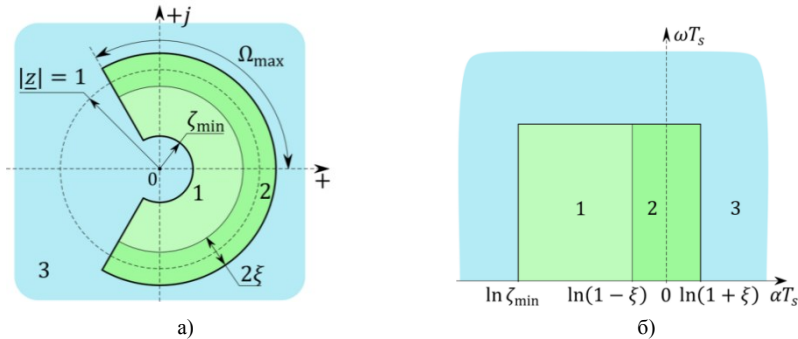 +j
Ω_max
|z| = 1
ζ_min
0
+
1
2
3
2ξ
а)
ωT_s
1
2
3
ln ζ_min
ln(1 − ξ)
0
ln(1 + ξ)
αT_s
б)